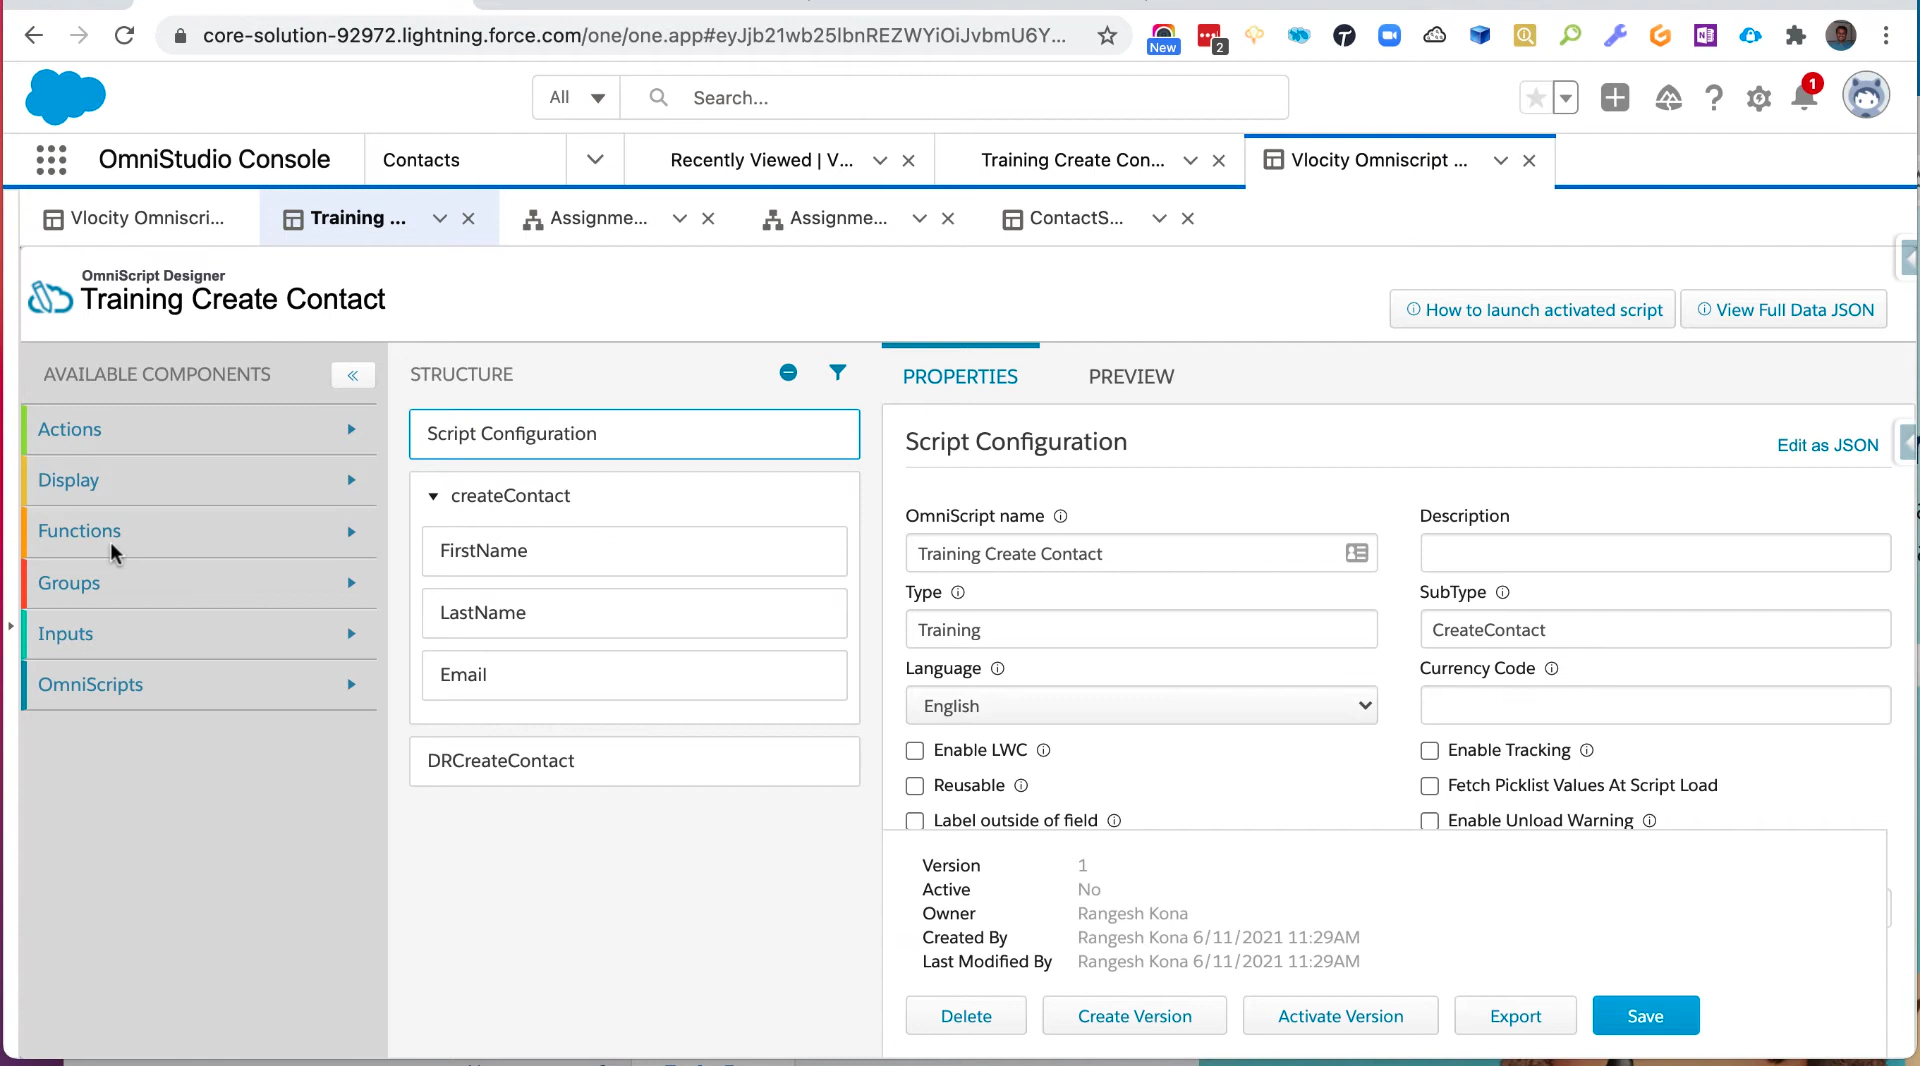 core-solution-92972.lightning.force.com/one/one.app#eyJjb21wb25lbnREZWYiOiJvbmU6Y...
New
2
All
Search...
1
OmniStudio Console
Contacts
Recently Viewed | V...
Training Create Con...
Vlocity Omniscript ...
Vlocity Omniscri...
Training ...
Assignme...
Assignme...
ContactS...
OmniScript Designer
Training Create Contact
How to launch activated script
View Full Data JSON
AVAILABLE COMPONENTS
«
STRUCTURE
PROPERTIES
PREVIEW
Actions
Display
Functions
Groups
Inputs
OmniScripts
Script Configuration
createContact
FirstName
LastName
Email
DRCreateContact
Script Configuration
Edit as JSON
OmniScript name
Description
Training Create Contact
Type
SubType
Training
CreateContact
Language
Currency Code
English
Enable LWC
Enable Tracking
Reusable
Fetch Picklist Values At Script Load
Label outside of field
Enable Unload Warning
Version 1
Active No
Owner Rangesh Kona
Created By Rangesh Kona 6/11/2021 11:29AM
Last Modified By Rangesh Kona 6/11/2021 11:29AM
Delete
Create Version
Activate Version
Export
Save